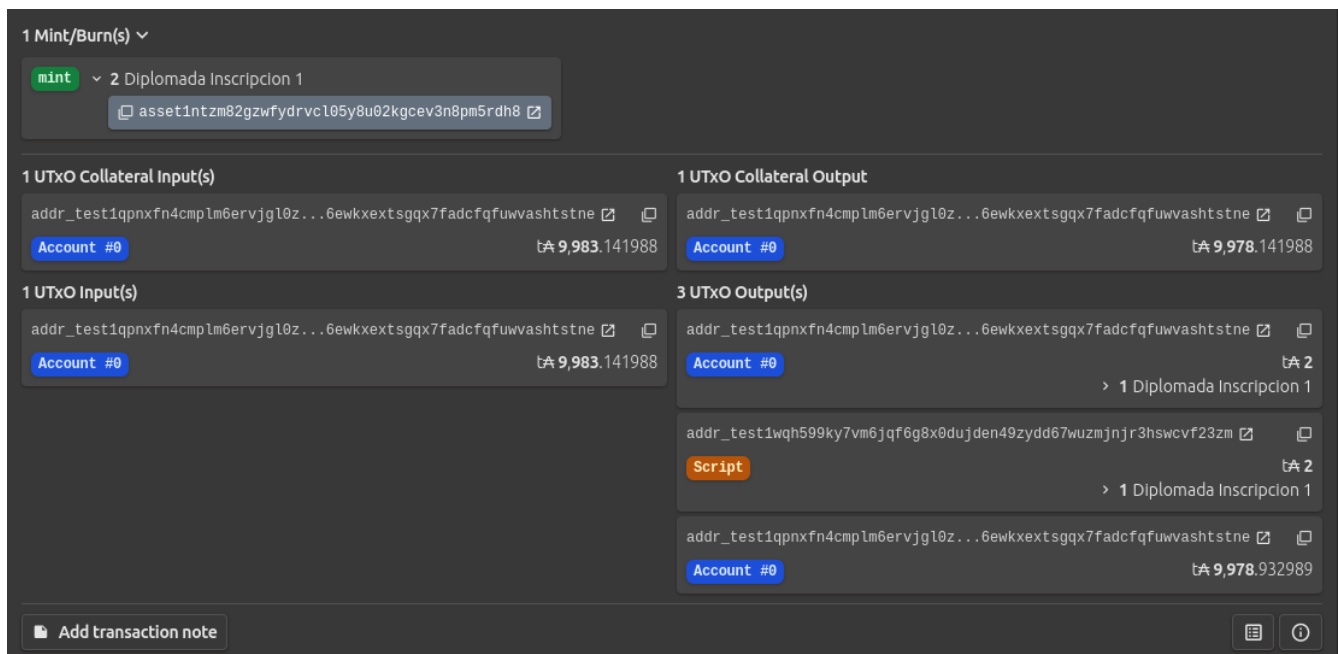 1 Mint/Burn(s)
mint 2 Diplomada Inscripcion 1
asset1ntzm82gzwfydrvcl05y8u02kgcev3n8pm5rdh8
1 UTxO Collateral Input(s)
addr_test1qpnxfn4cmplm6ervjgl0z...6ewkxextsgqx7fadcfqfuwvashtstne
Account #0 t₳ 9,983.141988
1 UTxO Collateral Output
addr_test1qpnxfn4cmplm6ervjgl0z...6ewkxextsgqx7fadcfqfuwvashtstne
Account #0 t₳ 9,978.141988
1 UTxO Input(s)
addr_test1qpnxfn4cmplm6ervjgl0z...6ewkxextsgqx7fadcfqfuwvashtstne
Account #0 t₳ 9,983.141988
3 UTxO Output(s)
addr_test1qpnxfn4cmplm6ervjgl0z...6ewkxextsgqx7fadcfqfuwvashtstne
Account #0 t₳ 2
1 Diplomada Inscripcion 1
addr_test1wqh599ky7vm6jqf6g8x0dujden49zydd67wuzmjnjr3hswcvf23zm
Script t₳ 2
1 Diplomada Inscripcion 1
addr_test1qpnxfn4cmplm6ervjgl0z...6ewkxextsgqx7fadcfqfuwvashtstne
Account #0 t₳ 9,978.932989
Add transaction note